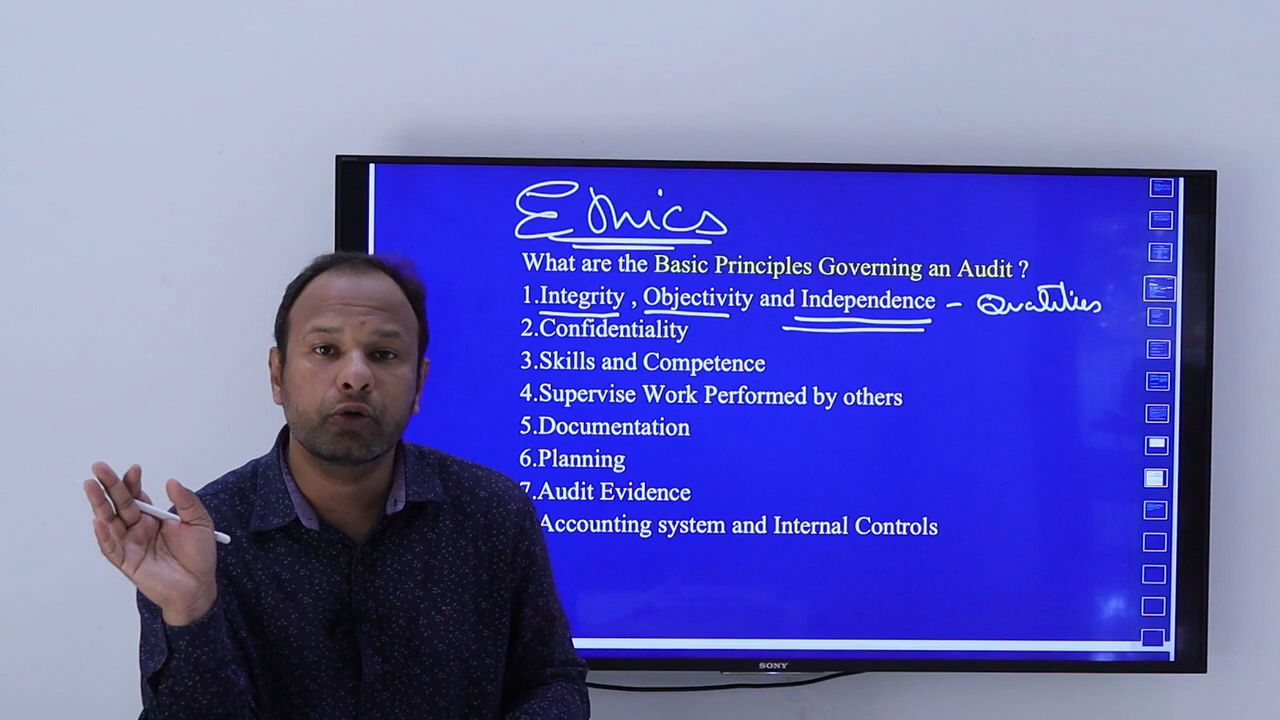 Ethics
What are the Basic Principles Governing an Audit ?
1.Integrity , Objectivity and Independence – Qualities
2.Confidentiality
3.Skills and Competence
4.Supervise Work Performed by others
5.Documentation
6.Planning
7.Audit Evidence
Accounting system and Internal Controls
SONY